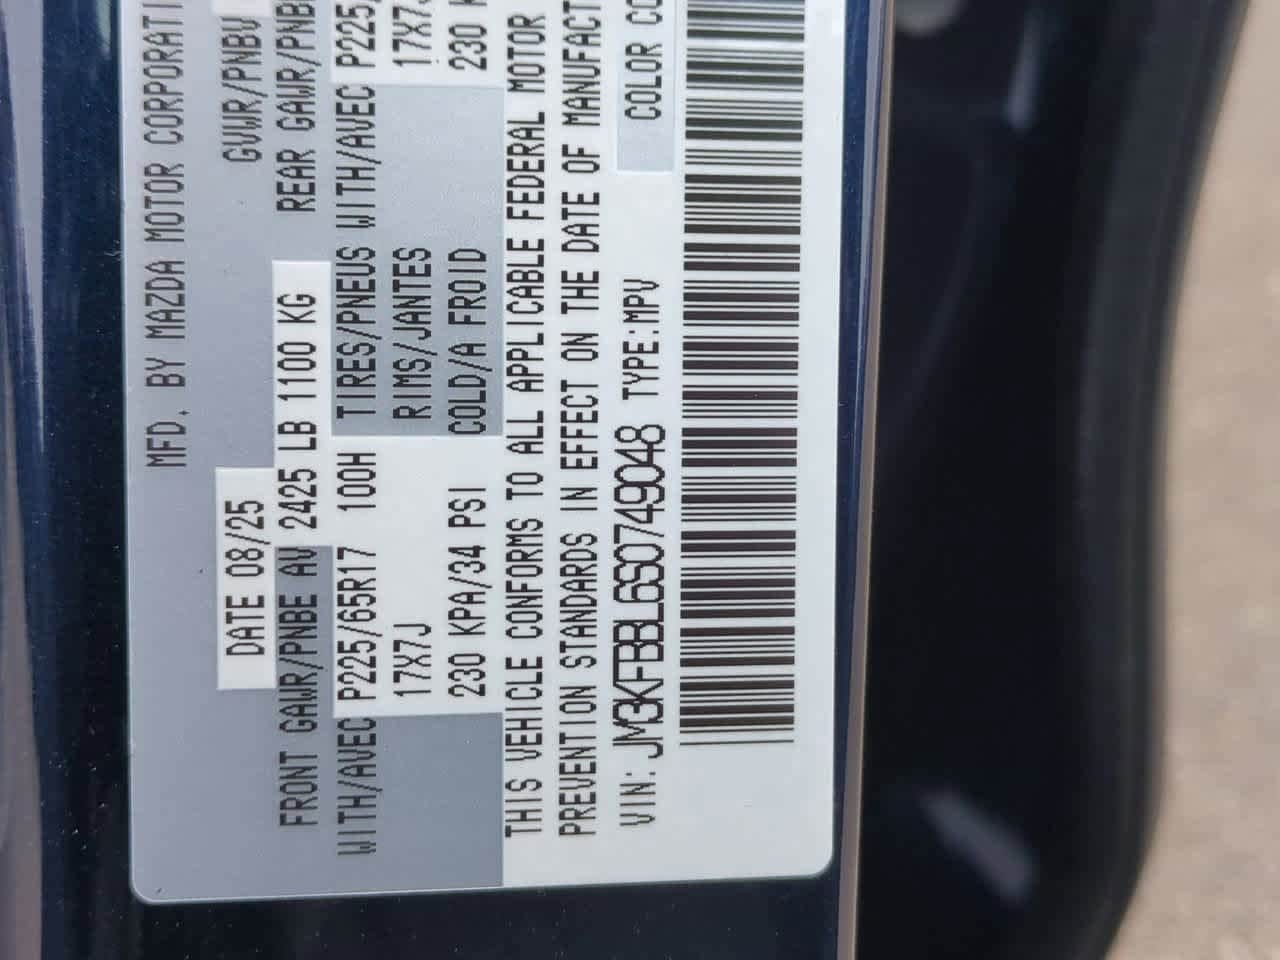 MFD. BY MAZDA MOTOR CORPORATI
DATE 08/25 GVWR/PNBV
FRONT GAWR/PNBE AV 2425 LB 1100 KG REAR GAWR/PNB
WITH/AVEC P225/65R17 100H TIRES/PNEUS WITH/AVEC P225/
17X7J RIMS/JANTES 17X7J
230 KPA/34 PSI COLD/A FROID 230 K
THIS VEHICLE CONFORMS TO ALL APPLICABLE FEDERAL MOTOR
PREVENTION STANDARDS IN EFFECT ON THE DATE OF MANUFACT
VIN: JM3KFBBL6S0749048 TYPE:MPV COLOR CO